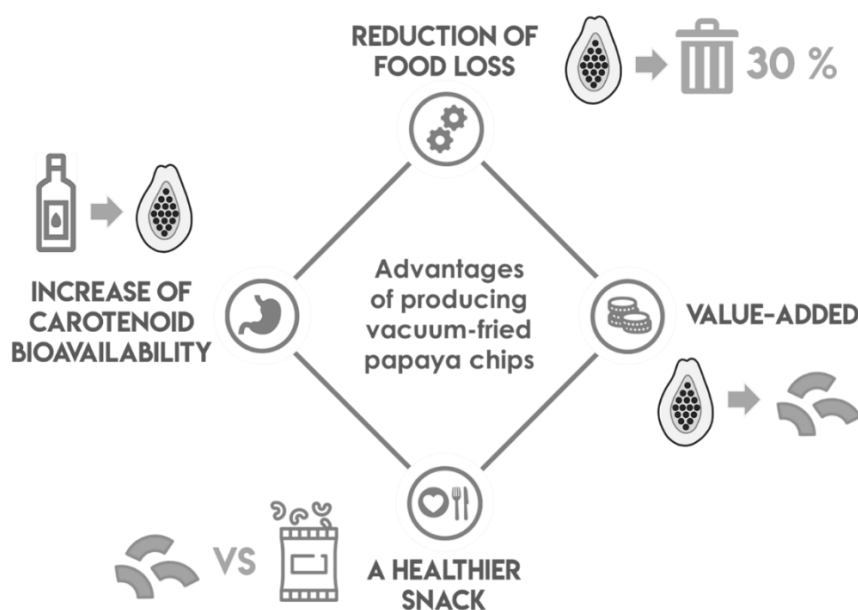 REDUCTION OF
FOOD LOSS
30 %
INCREASE OF
CAROTENOID
BIOAVAILABILITY
Advantages
of producing
vacuum-fried
papaya chips
VALUE-ADDED
VS
A HEALTHIER
SNACK